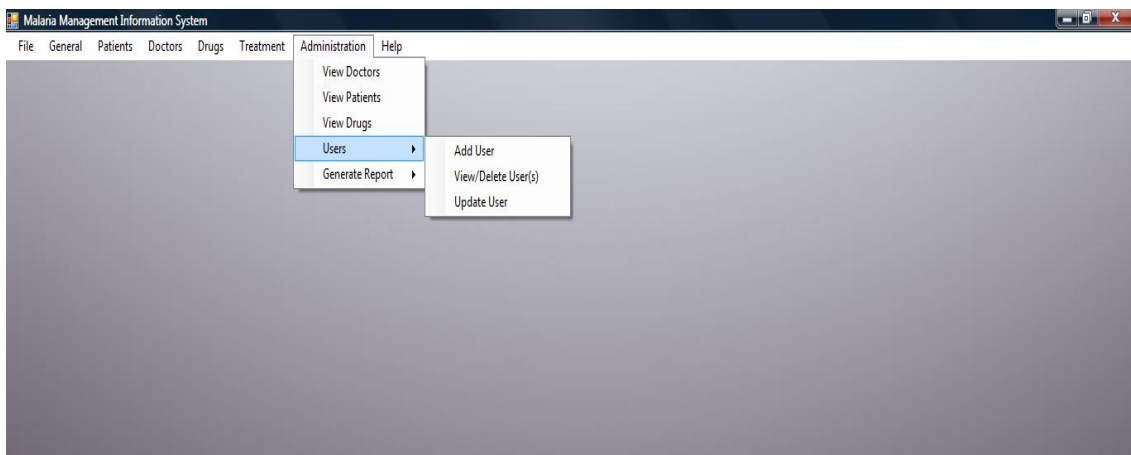 Malaria Management Information System
File General Patients Doctors Drugs Treatment Administration Help
View Doctors
View Patients
View Drugs
Users
Generate Report
Add User
View/Delete User(s)
Update User